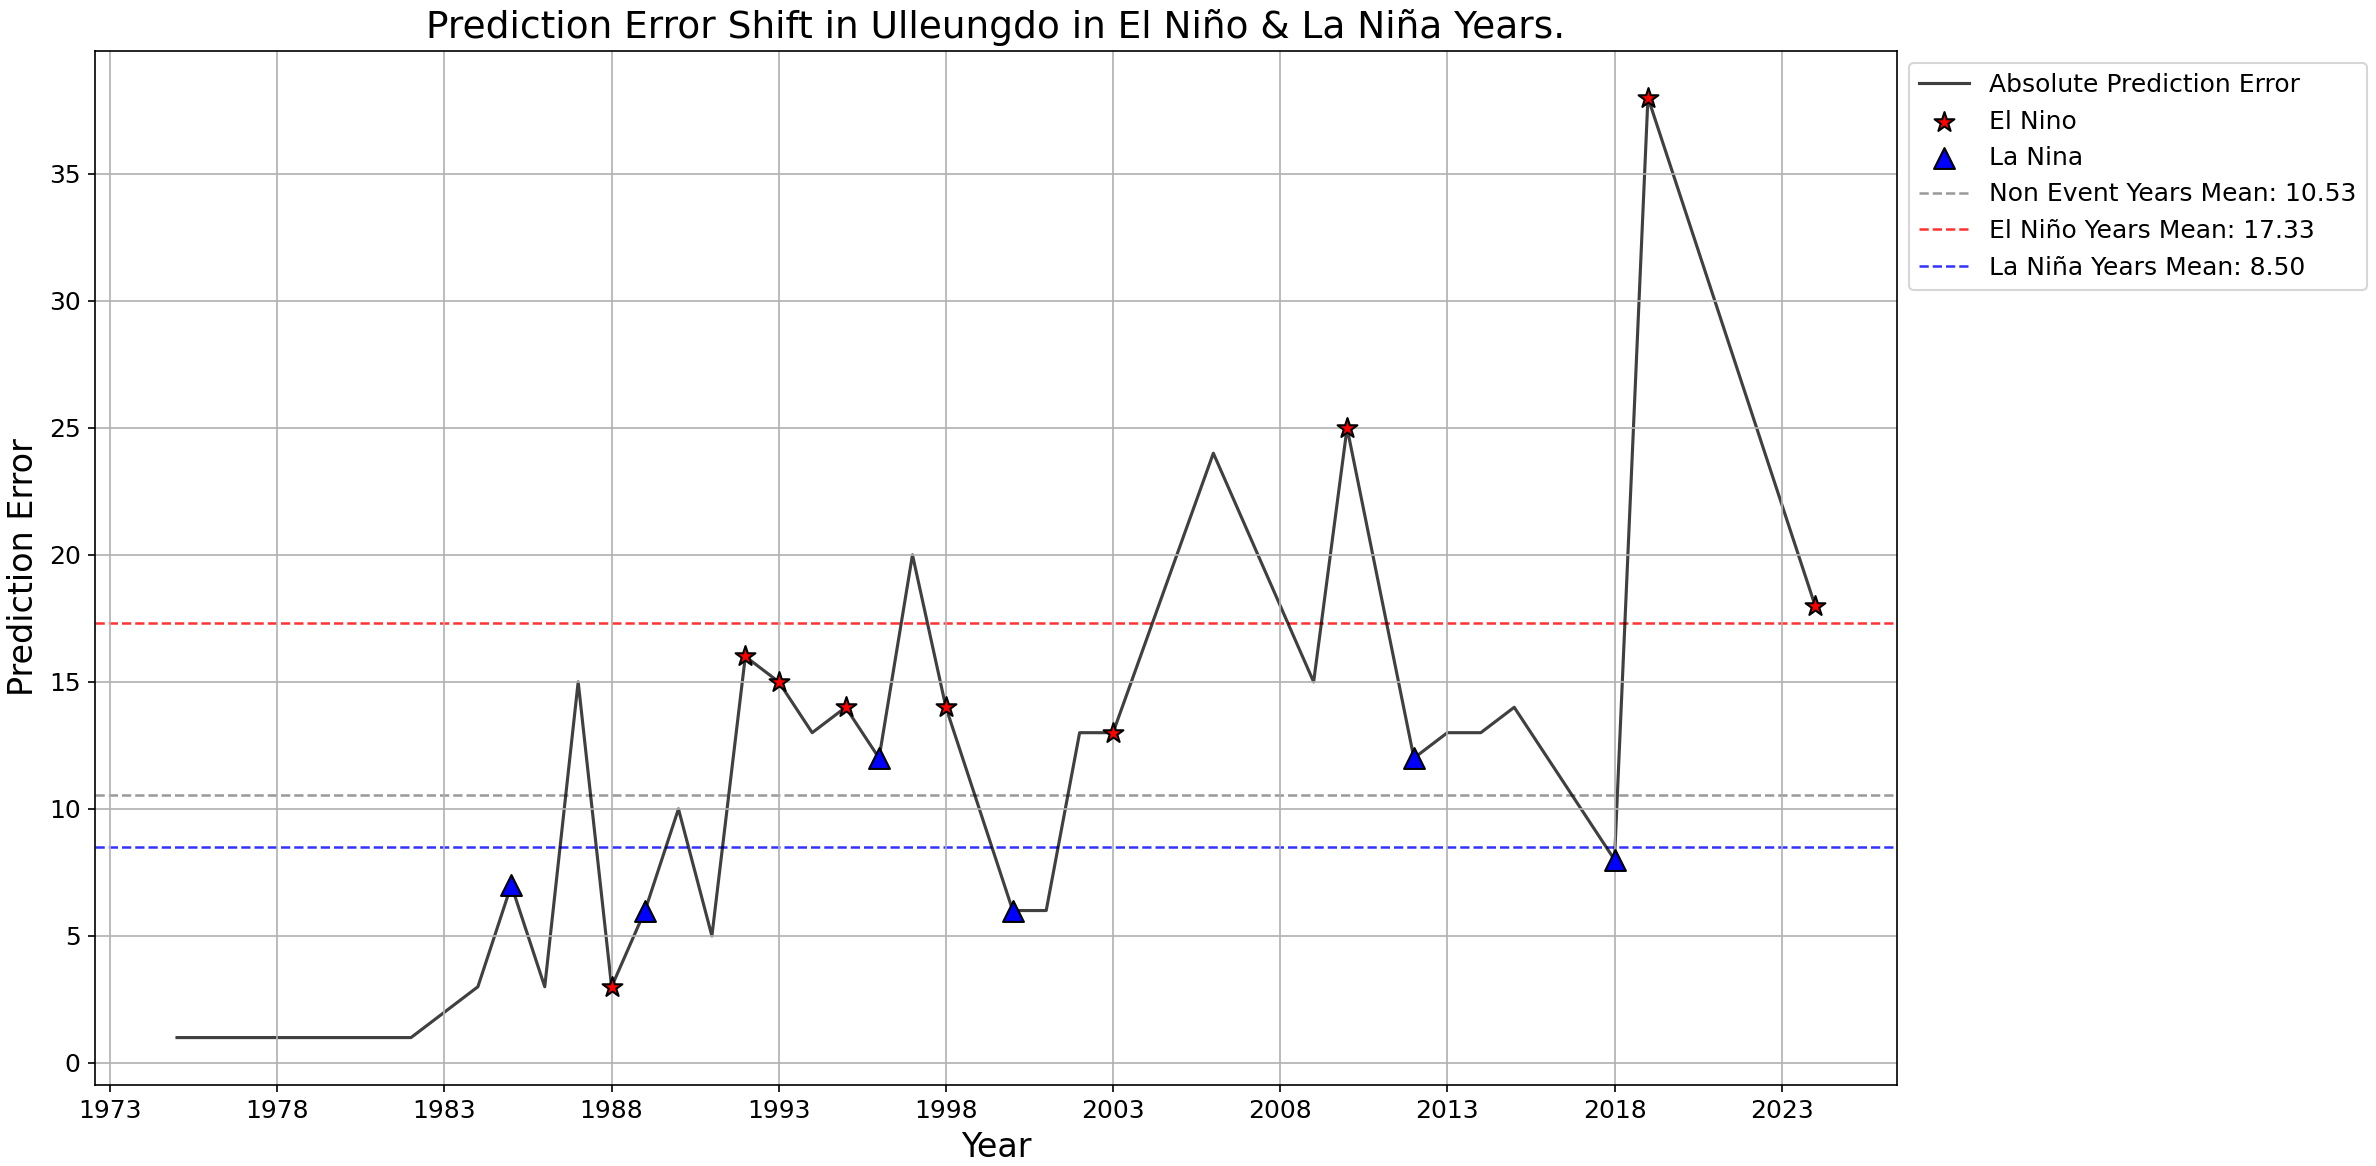 Prediction Error Shift in Ulleungdo in El Niño & La Niña Years.
Absolute Prediction Error
El Nino
La Nina
Non Event Years Mean: 10.53
El Niño Years Mean: 17.33
La Niña Years Mean: 8.50
Prediction Error
35
30
25
20
15
10
5
0
1973 1978 1983 1988 1993 1998 2003 2008 2013 2018 2023
Year